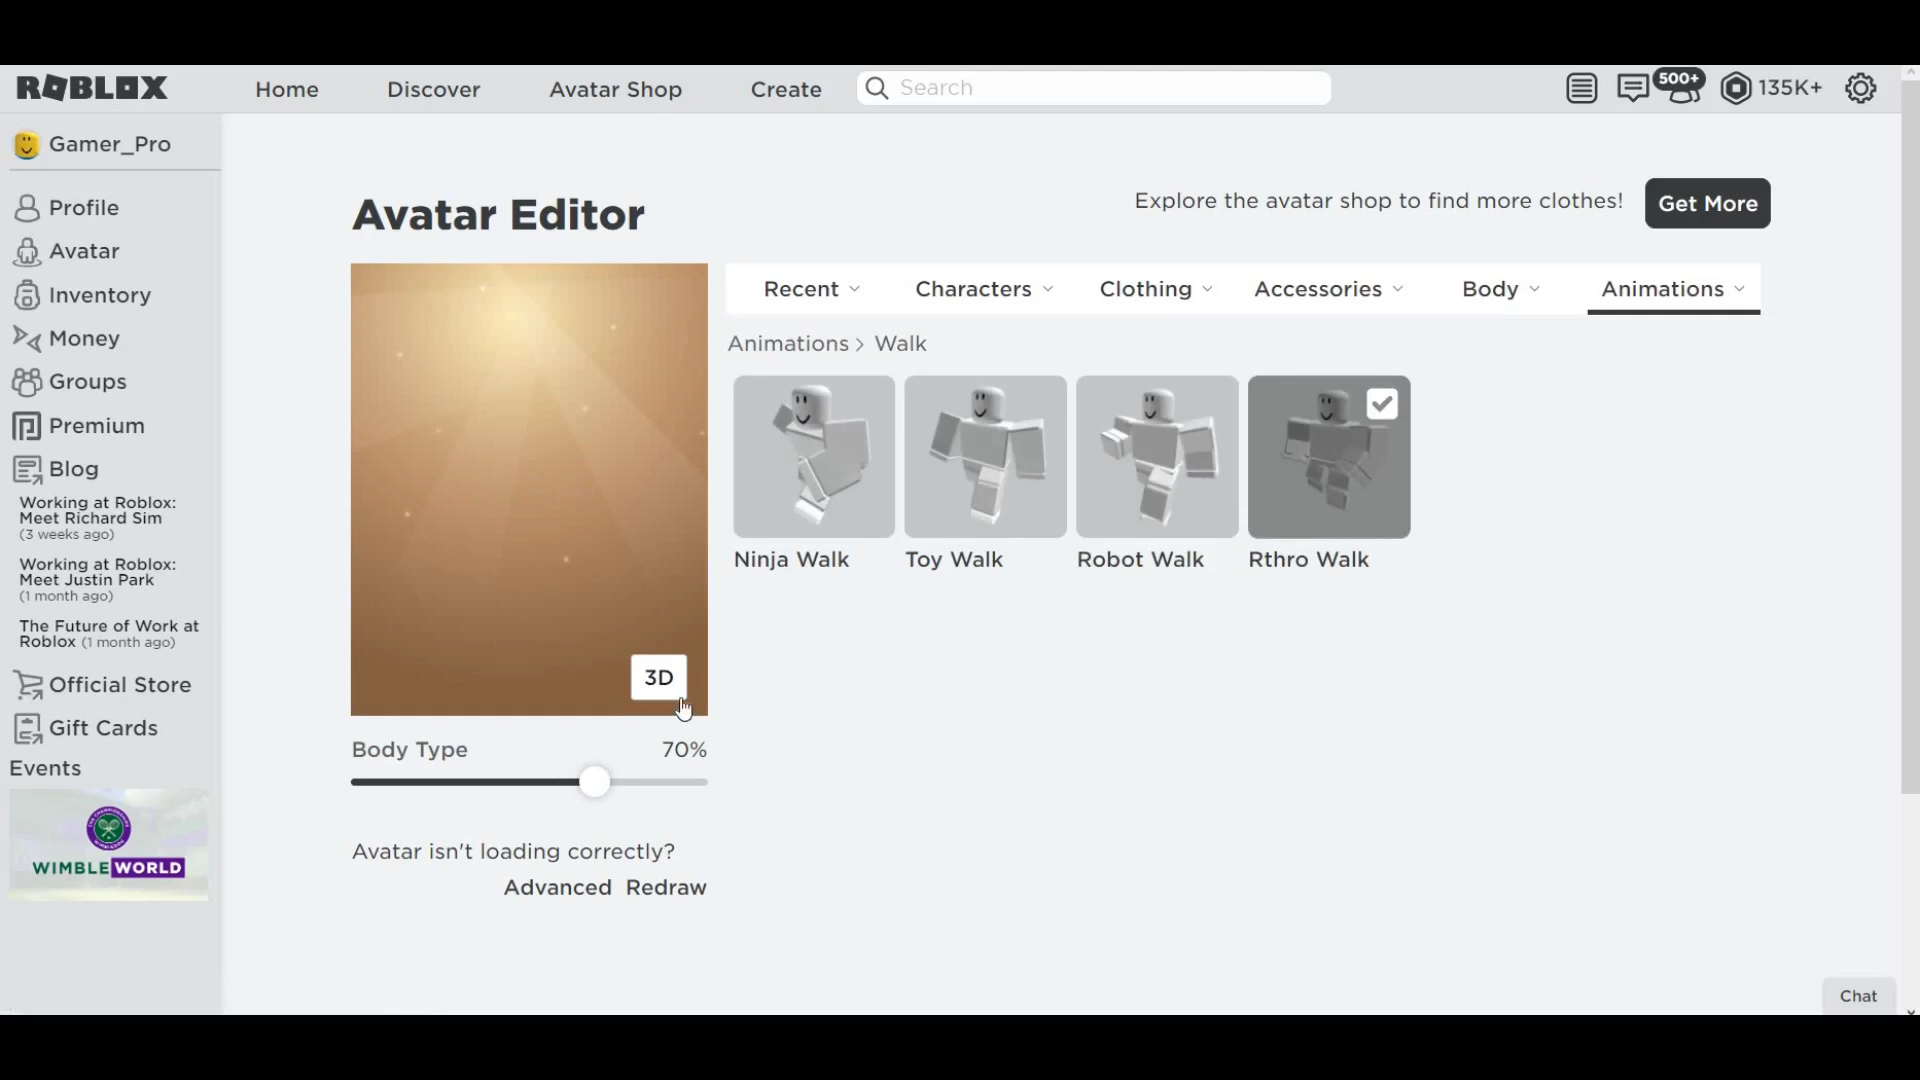 ROBLOX
Home
Discover
Avatar Shop
Create
Search
500+
135K+
Gamer_Pro
Profile
Avatar
Inventory
Money
Groups
Premium
Blog
Working at Roblox:
Meet Richard Sim
(3 weeks ago)
Working at Roblox:
Meet Justin Park
(1 month ago)
The Future of Work at
Roblox (1 month ago)
Official Store
Gift Cards
Events
WIMBLEWORLD
Avatar Editor
Explore the avatar shop to find more clothes!
Get More
Recent
Characters
Clothing
Accessories
Body
Animations
Animations > Walk
Ninja Walk
Toy Walk
Robot Walk
Rthro Walk
3D
Body Type
70%
Avatar isn't loading correctly?
Advanced
Redraw
Chat